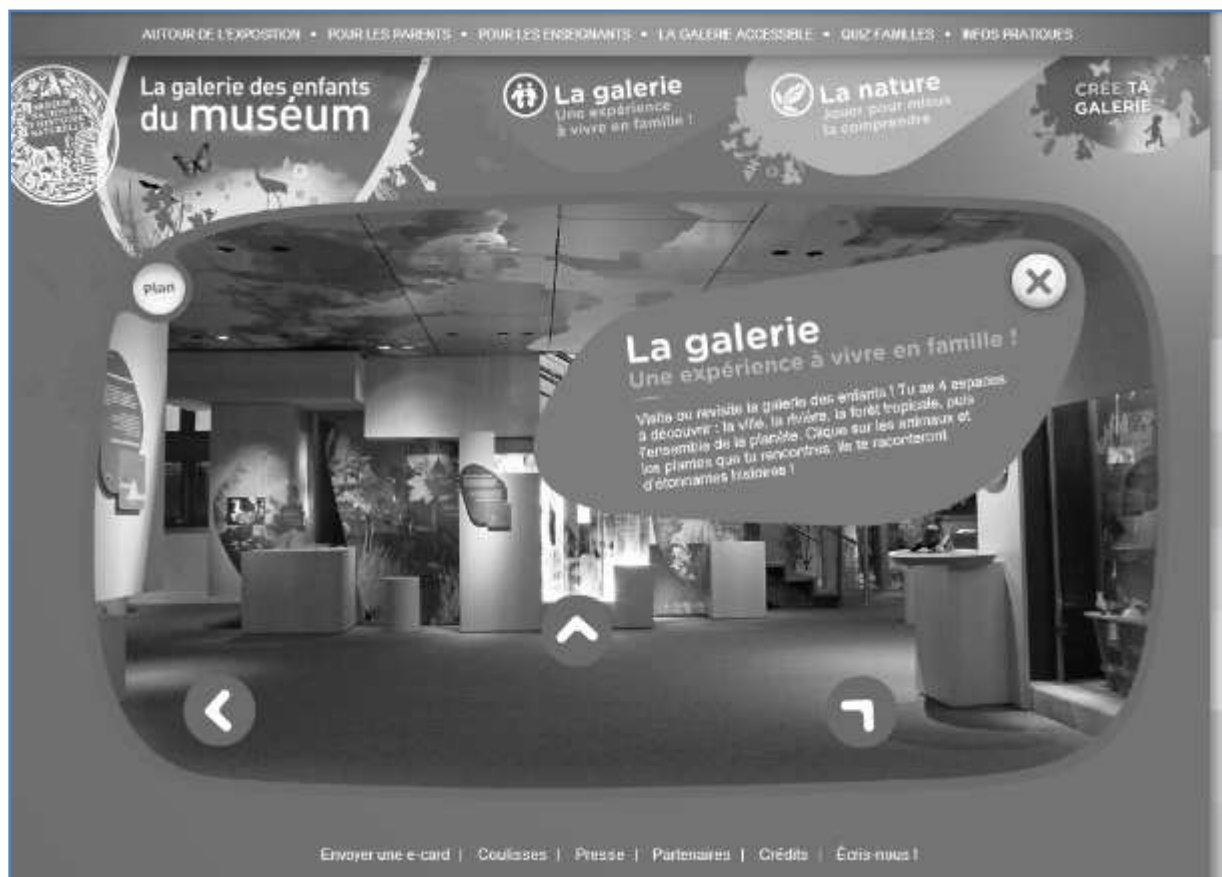 AUTOUR DE L'EXPOSITION • POUR LES PARENTS • POUR LES ENSEIGNANTS • LA GALERIE ACCESSIBLE • QUIZ FAMILLES • INFOS PRATIQUES
La galerie des enfants
du muséum
La galerie
Une expérience
à vivre en famille !
La nature
Jouer pour mieux
la comprendre
CRÉE TA
GALERIE
MUSEUM
NATIONAL
D'HISTOIRE
NATURELLE
Plan
La galerie
Une expérience à vivre en famille !
Visite ou revisite la galerie des enfants ! Tu as 4 espaces
à découvrir : la ville, la rivière, la forêt tropicale, puis
l'ensemble de la planète. Clique sur les animaux et
les plantes que tu rencontres, ils te raconteront
d'étonnantes histoires !
Envoyer une e-card | Coulisses | Presse | Partenaires | Crédits | Écris-nous !